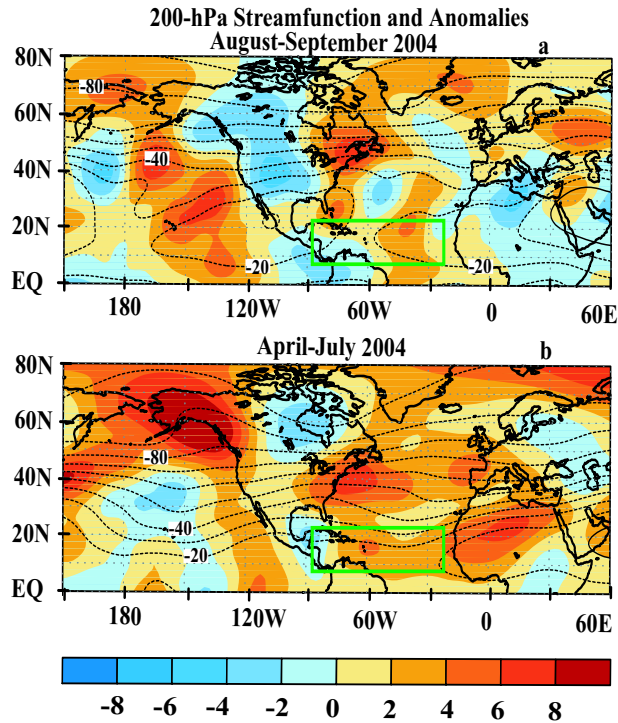 200-hPa Streamfunction and Anomalies
August-September 2004 a
80N
-80
60N
40N
-40
20N
-20 -20
EQ
180 120W 60W 0 60E
April-July 2004 b
80N
60N
-80
40N
-40
20N
-20
EQ
180 120W 60W 0 60E
-8 -6 -4 -2 0 2 4 6 8